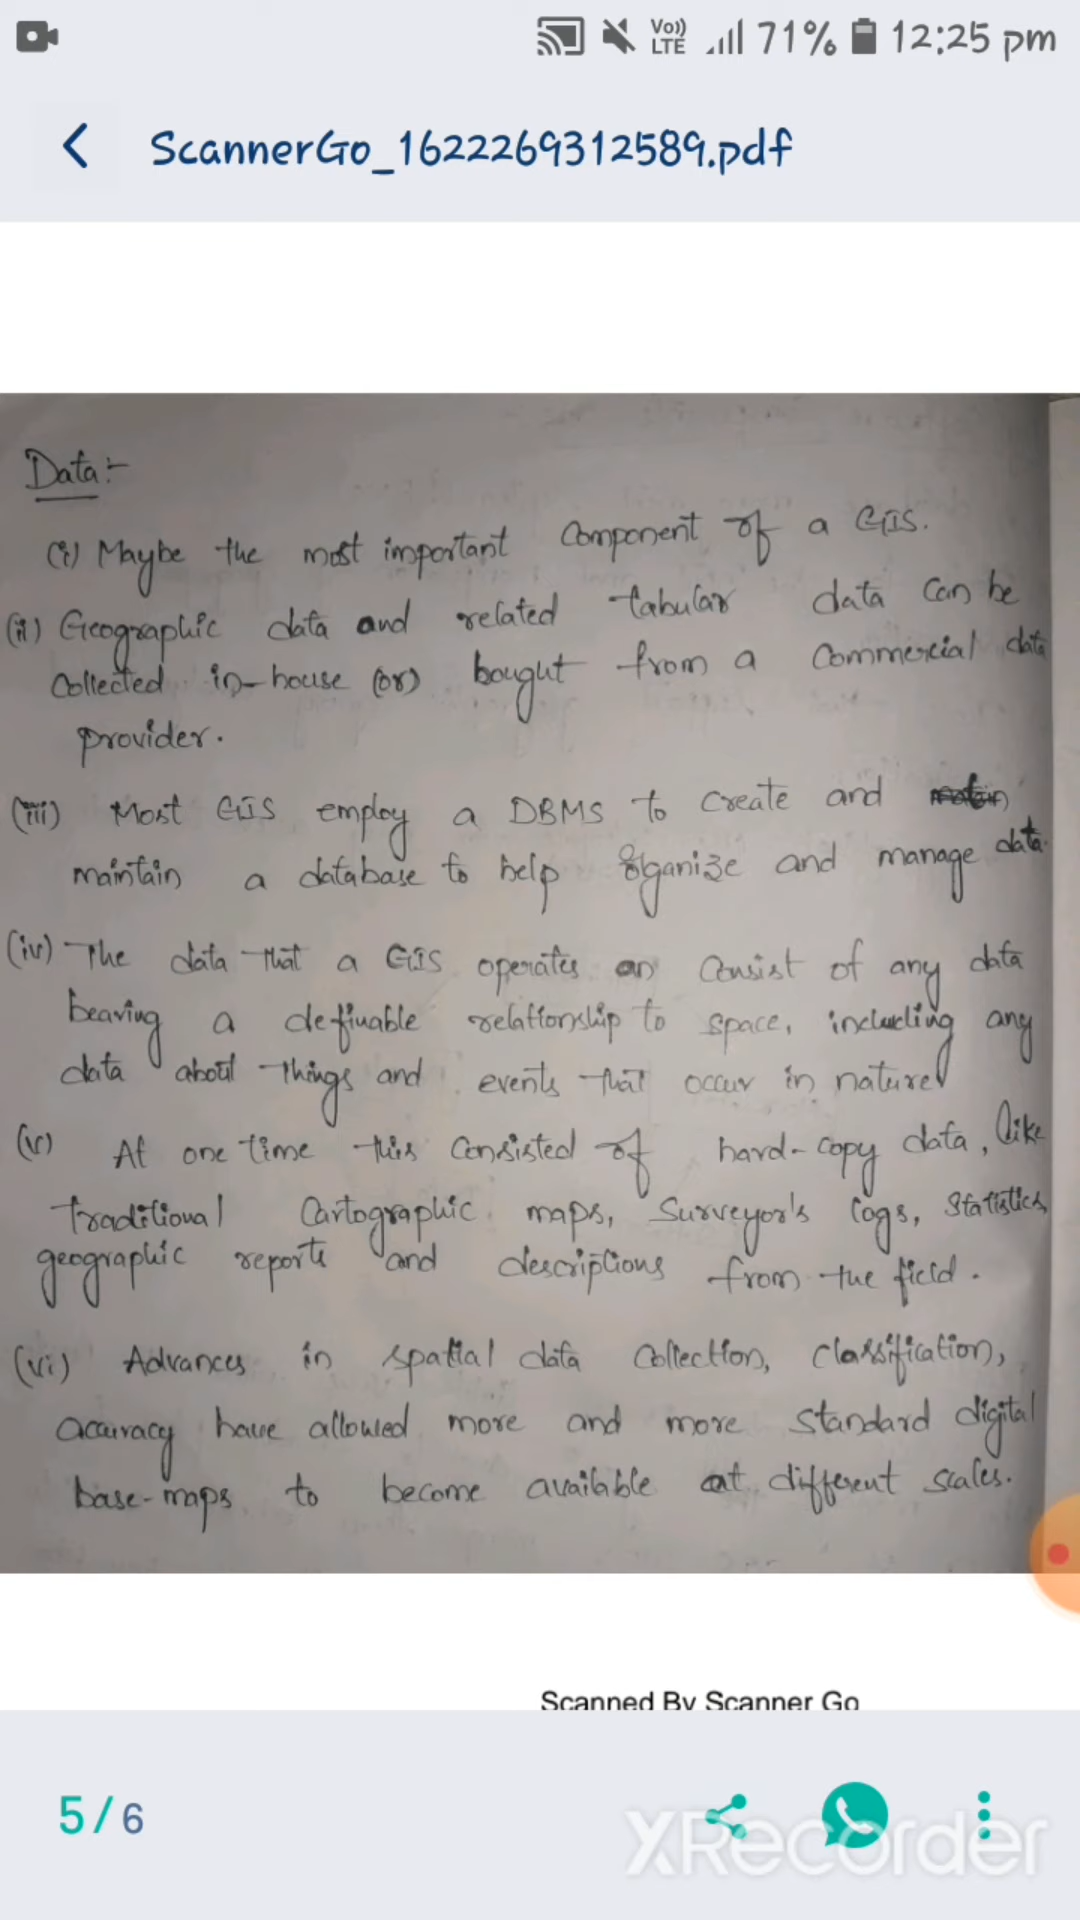 Vo)) LTE 71% 12:25 pm
ScannerGo_1622269312589.pdf
Data:-
(i) Maybe the most important component of a GIS.
(ii) Geographic data and related tabular data can be
collected in-house (or) bought from a commercial data
provider.
(iii) Most GIS employ a DBMS to create and
maintain a database to help organize and manage data.
(iv) The data that a GIS operates on consist of any data
bearing a definable relationship to space, including any
data about things and events that occur in nature
(v) At one time this consisted of hard-copy data, like
traditional cartographic maps, surveyor's logs, statistics,
geographic reports and descriptions from the field.
(vi) Advances in spatial data collection, classification,
accuracy have allowed more and more standard digital
base-maps to become available at different scales.
Scanned By Scanner Go
5/6
XRecorder